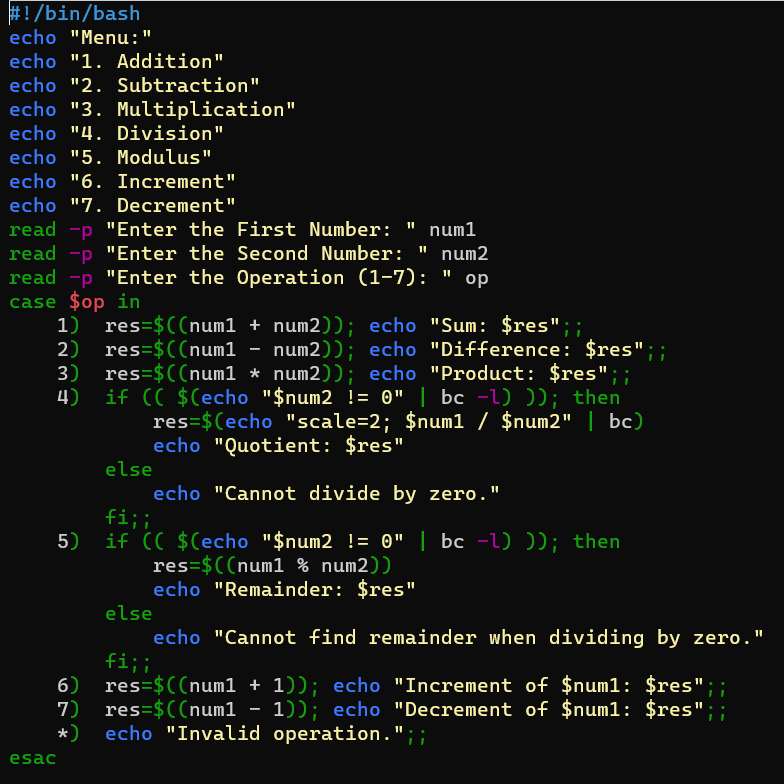 #!/bin/bash
echo "Menu:"
echo "1. Addition"
echo "2. Subtraction"
echo "3. Multiplication"
echo "4. Division"
echo "5. Modulus"
echo "6. Increment"
echo "7. Decrement"
read -p "Enter the First Number: " num1
read -p "Enter the Second Number: " num2
read -p "Enter the Operation (1-7): " op
case $op in
    1)  res=$((num1 + num2)); echo "Sum: $res";;
    2)  res=$((num1 - num2)); echo "Difference: $res";;
    3)  res=$((num1 * num2)); echo "Product: $res";;
    4)  if (( $(echo "$num2 != 0" | bc -l) )); then
            res=$(echo "scale=2; $num1 / $num2" | bc)
            echo "Quotient: $res"
        else
            echo "Cannot divide by zero."
        fi;;
    5)  if (( $(echo "$num2 != 0" | bc -l) )); then
            res=$((num1 % num2))
            echo "Remainder: $res"
        else
            echo "Cannot find remainder when dividing by zero."
        fi;;
    6)  res=$((num1 + 1)); echo "Increment of $num1: $res";;
    7)  res=$((num1 - 1)); echo "Decrement of $num1: $res";;
    *)  echo "Invalid operation.";;
esac